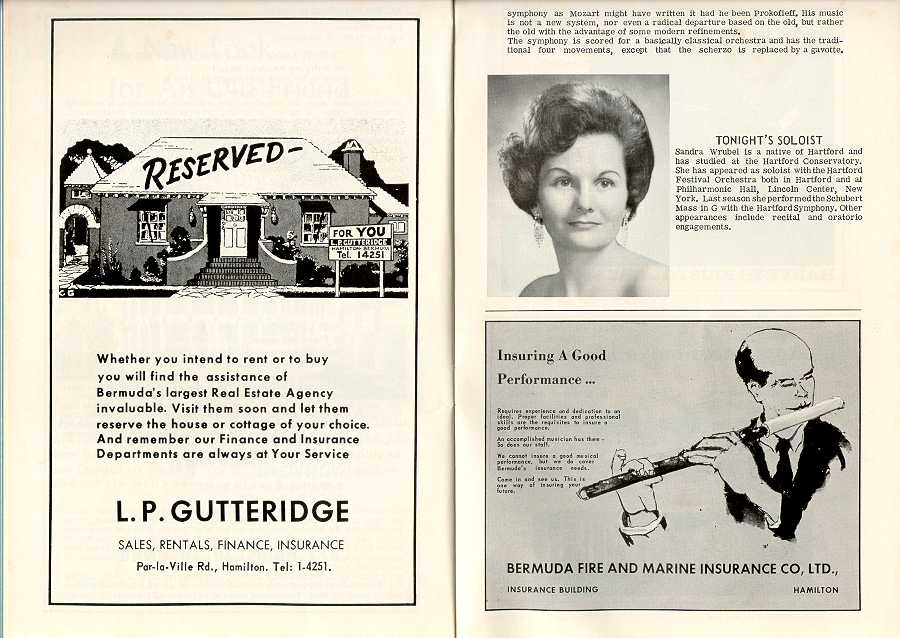 RESERVED—
FOR YOU
L.P. GUTTERIDGE
HAMILTON BERMUDA
Tel. 14251
36
Whether you intend to rent or to buy
you will find the assistance of
Bermuda's largest Real Estate Agency
invaluable. Visit them soon and let them
reserve the house or cottage of your choice.
And remember our Finance and Insurance
Departments are always at Your Service
L.P. GUTTERIDGE
SALES, RENTALS, FINANCE, INSURANCE
Par-la-Ville Rd., Hamilton. Tel: 1-4251.
symphony as Mozart might have written it had he been Prokofieff. His music
is not a new system, nor even a radical departure based on the old, but rather
the old with the advantage of some modern refinements.
The symphony is scored for a basically classical orchestra and has the tradi-
tional four movements, except that the scherzo is replaced by a gavotte.
TONIGHT'S SOLOIST
Sandra Wrubel is a native of Hartford and
has studied at the Hartford Conservatory.
She has appeared as soloist with the Hartford
Festival Orchestra both in Hartford and at
Philharmonic Hall, Lincoln Center, New
York, Last season she performed the Schubert
Mass in G with the Hartford Symphony. Other
appearances include recital and oratorio
engagements.
Insuring A Good
Performance ...
Requires experience and dedication to an
ideal. Proper facilities and professional
skills are the requisites to insure a
good performance.
An accomplished musician has them -
So does our staff.
We cannot insure a good musical
performance, but we do cover
Bermuda's insurance needs.
Come in and see us. This is
one way of insuring your
future.
BERMUDA FIRE AND MARINE INSURANCE CO, LTD.,
INSURANCE BUILDING
HAMILTON